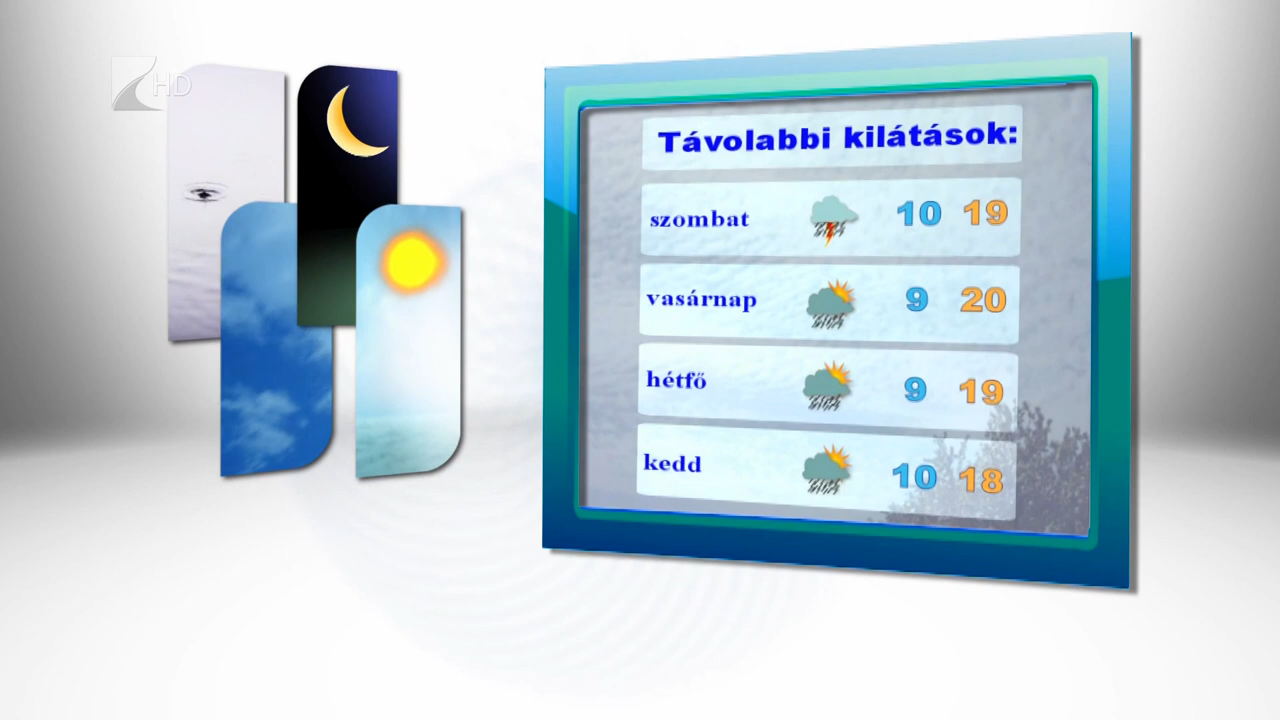 HD
Távolabbi kilátások:
szombat 10 19
vasárnap 9 20
hétfő 9 19
kedd 10 18